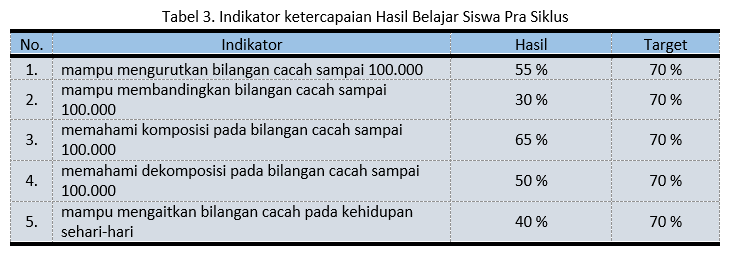 Tabel 3. Indikator ketercapaian Hasil Belajar Siswa Pra Siklus
No. Indikator Hasil Target
1. mampu mengurutkan bilangan cacah sampai 100.000 55 % 70 %
2. mampu membandingkan bilangan cacah sampai 100.000 30 % 70 %
3. memahami komposisi pada bilangan cacah sampai 100.000 65 % 70 %
4. memahami dekomposisi pada bilangan cacah sampai 100.000 50 % 70 %
5. mampu mengaitkan bilangan cacah pada kehidupan sehari-hari 40 % 70 %